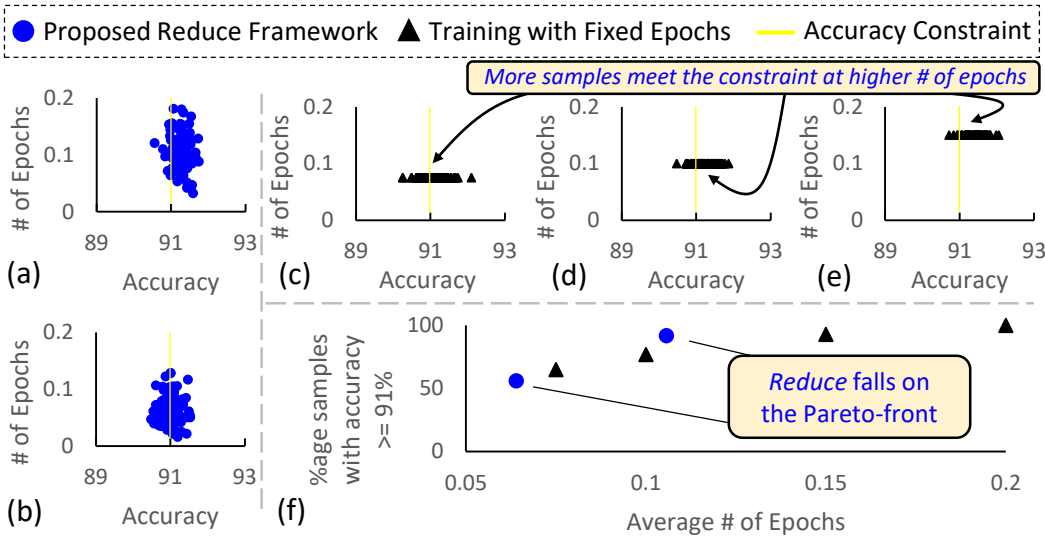 Proposed Reduce Framework Training with Fixed Epochs Accuracy Constraint
More samples meet the constraint at higher # of epochs
# of Epochs
0.2
0.1
0
89 91 93
Accuracy
(a)
# of Epochs
0.2
0.1
0
89 91 93
Accuracy
(b)
# of Epochs
0.2
0.1
0
89 91 93
Accuracy
(c)
# of Epochs
0.2
0.1
0
89 91 93
Accuracy
(d)
# of Epochs
0.2
0.1
0
89 91 93
Accuracy
(e)
%age samples
with accuracy
>= 91%
100
50
0
0.05 0.1 0.15 0.2
Average # of Epochs
Reduce falls on
the Pareto-front
(f)